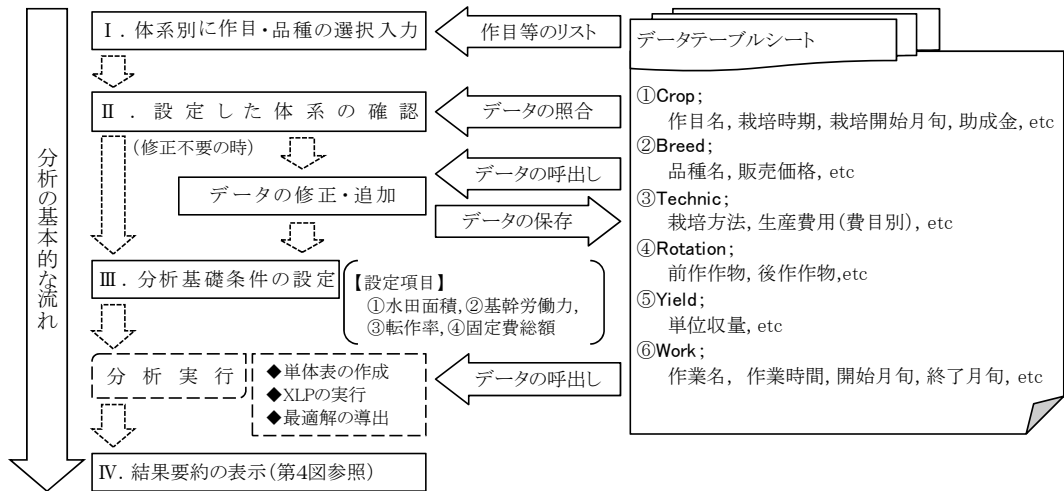 分析の基本的な流れ
Ⅰ．体系別に作目・品種の選択入力
作目等のリスト
Ⅱ．設定した体系の確認
データの照合
(修正不要の時)
データの修正・追加
データの呼出し
データの保存
Ⅲ．分析基礎条件の設定
【設定項目】
①水田面積, ②基幹労働力,
③転作率, ④固定費総額
分析実行
◆単体表の作成
◆XLPの実行
◆最適解の導出
データの呼出し
Ⅳ．結果要約の表示(第4図参照)
データテーブルシート
①Crop;
作目名, 栽培時期, 栽培開始月旬, 助成金, etc
②Breed;
品種名, 販売価格, etc
③Technic;
栽培方法, 生産費用(費目別), etc
④Rotation;
前作作物, 後作作物,etc
⑤Yield;
単位収量, etc
⑥Work;
作業名, 作業時間, 開始月旬, 終了月旬, etc